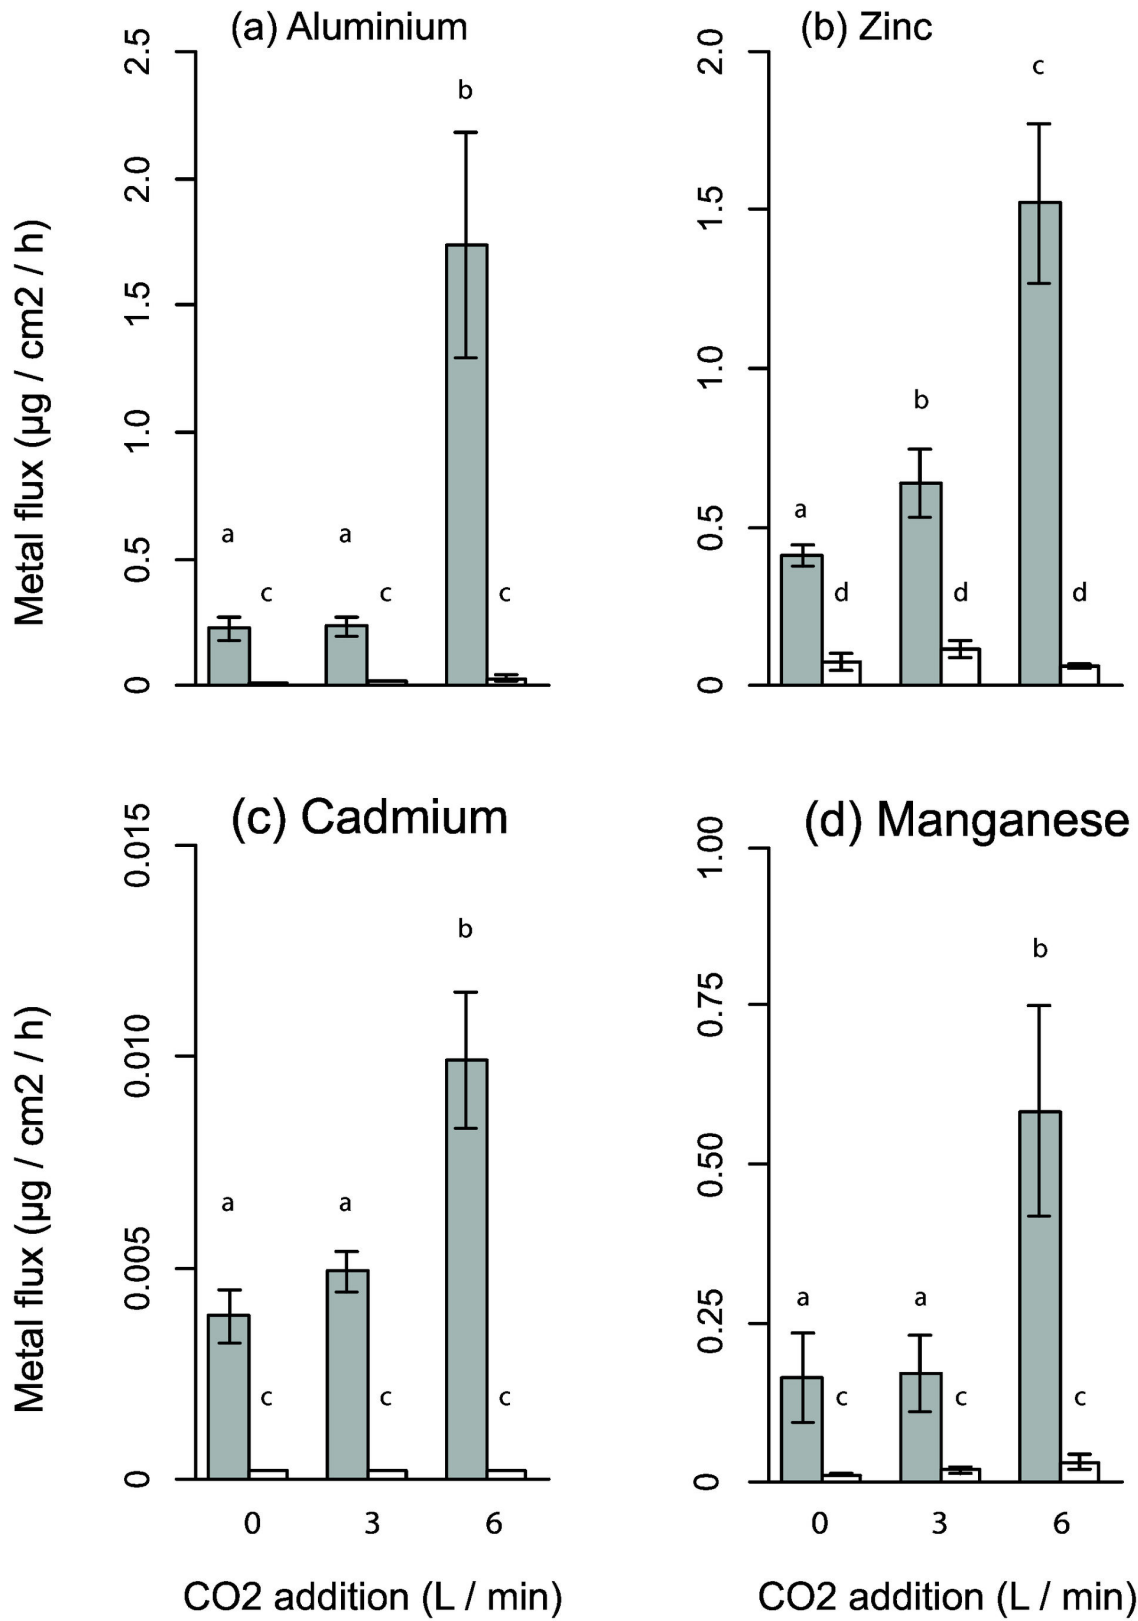 (a) Aluminium
2.5
2.0
1.5
1.0
0.5
0
Metal flux (µg / cm2 / h)
a
c
a
c
b
c
(b) Zinc
2.0
1.5
1.0
0.5
0
a
d
b
d
c
d
(c) Cadmium
0.015
0.010
0.005
0
Metal flux (µg / cm2 / h)
a
c
a
c
b
c
0 3 6
CO2 addition (L / min)
(d) Manganese
1.00
0.75
0.50
0.25
0
a
c
a
c
b
c
0 3 6
CO2 addition (L / min)